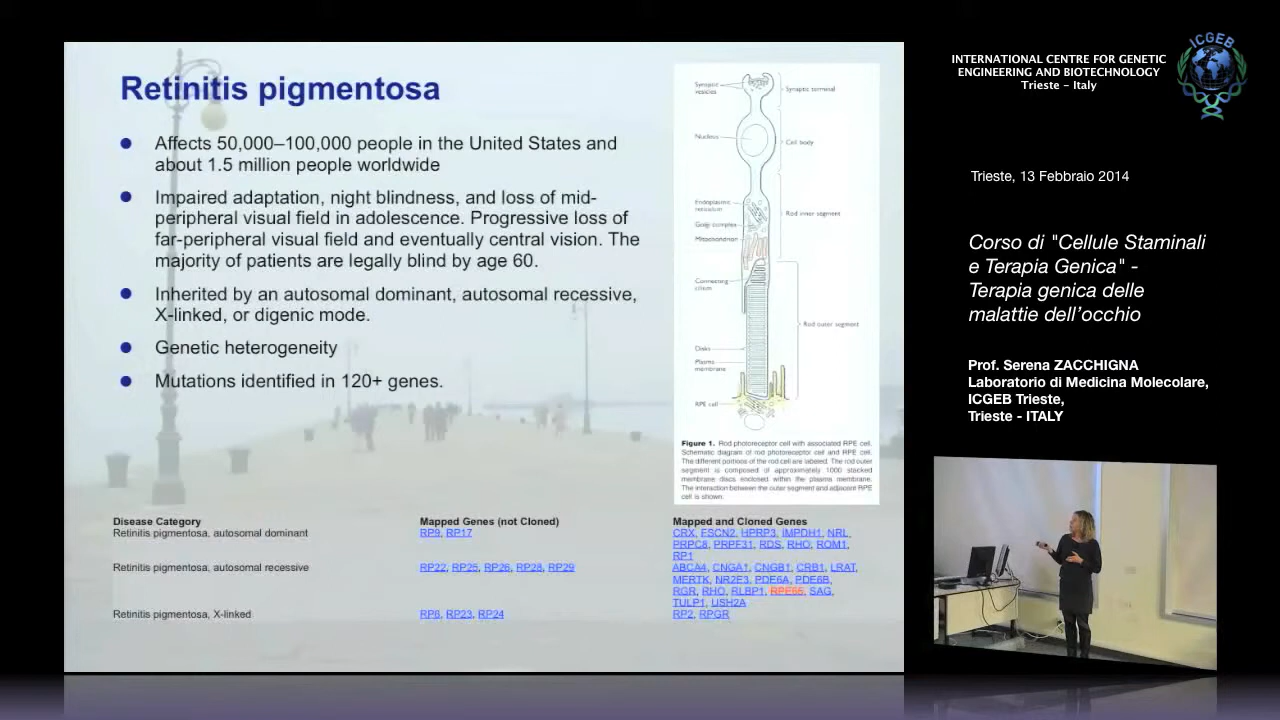 Retinitis pigmentosa
Affects 50,000–100,000 people in the United States and
about 1.5 million people worldwide
Impaired adaptation, night blindness, and loss of mid-
peripheral visual field in adolescence. Progressive loss of
far-peripheral visual field and eventually central vision. The
majority of patients are legally blind by age 60.
Inherited by an autosomal dominant, autosomal recessive,
X-linked, or digenic mode.
Genetic heterogeneity
Mutations identified in 120+ genes.
Synaptic
vesicles
Synaptic terminal
Nucleus
Cell body
Endoplasmic
reticulum
Rod inner segment
Golgi complex
Mitochondrion
Connecting
cilium
Rod outer segment
Disks
Plasma
membrane
RPE cell
Figure 1. Rod photoreceptor cell with associated RPE cell.
Schematic diagram of rod photoreceptor cell and RPE cell.
The different portions of the rod cell are labeled. The rod outer
segment is composed of approximately 1000 stacked
membrane discs enclosed within the plasma membrane.
The interaction between the outer segment and adjacent RPE
cell is shown.
Disease Category Mapped Genes (not Cloned) Mapped and Cloned Genes
Retinitis pigmentosa, autosomal dominant RP9, RP17 CRX, FSCN2, HPRP3, IMPDH1, NRL,
PRPC8, PRPF31, RDS, RHO, ROM1,
RP1
Retinitis pigmentosa, autosomal recessive RP22, RP25, RP26, RP28, RP29 ABCA4, CNGA1, CNGB1, CRB1, LRAT,
MERTK, NR2E3, PDE6A, PDE6B,
RGR, RHO, RLBP1, RPE65, SAG,
TULP1, USH2A
Retinitis pigmentosa, X-linked RP6, RP23, RP24 RP2, RPGR
INTERNATIONAL CENTRE FOR GENETIC
ENGINEERING AND BIOTECHNOLOGY
Trieste - Italy
ICGEB
Trieste, 13 Febbraio 2014
Corso di "Cellule Staminali
e Terapia Genica" -
Terapia genica delle
malattie dell'occhio
Prof. Serena ZACCHIGNA
Laboratorio di Medicina Molecolare,
ICGEB Trieste,
Trieste - ITALY